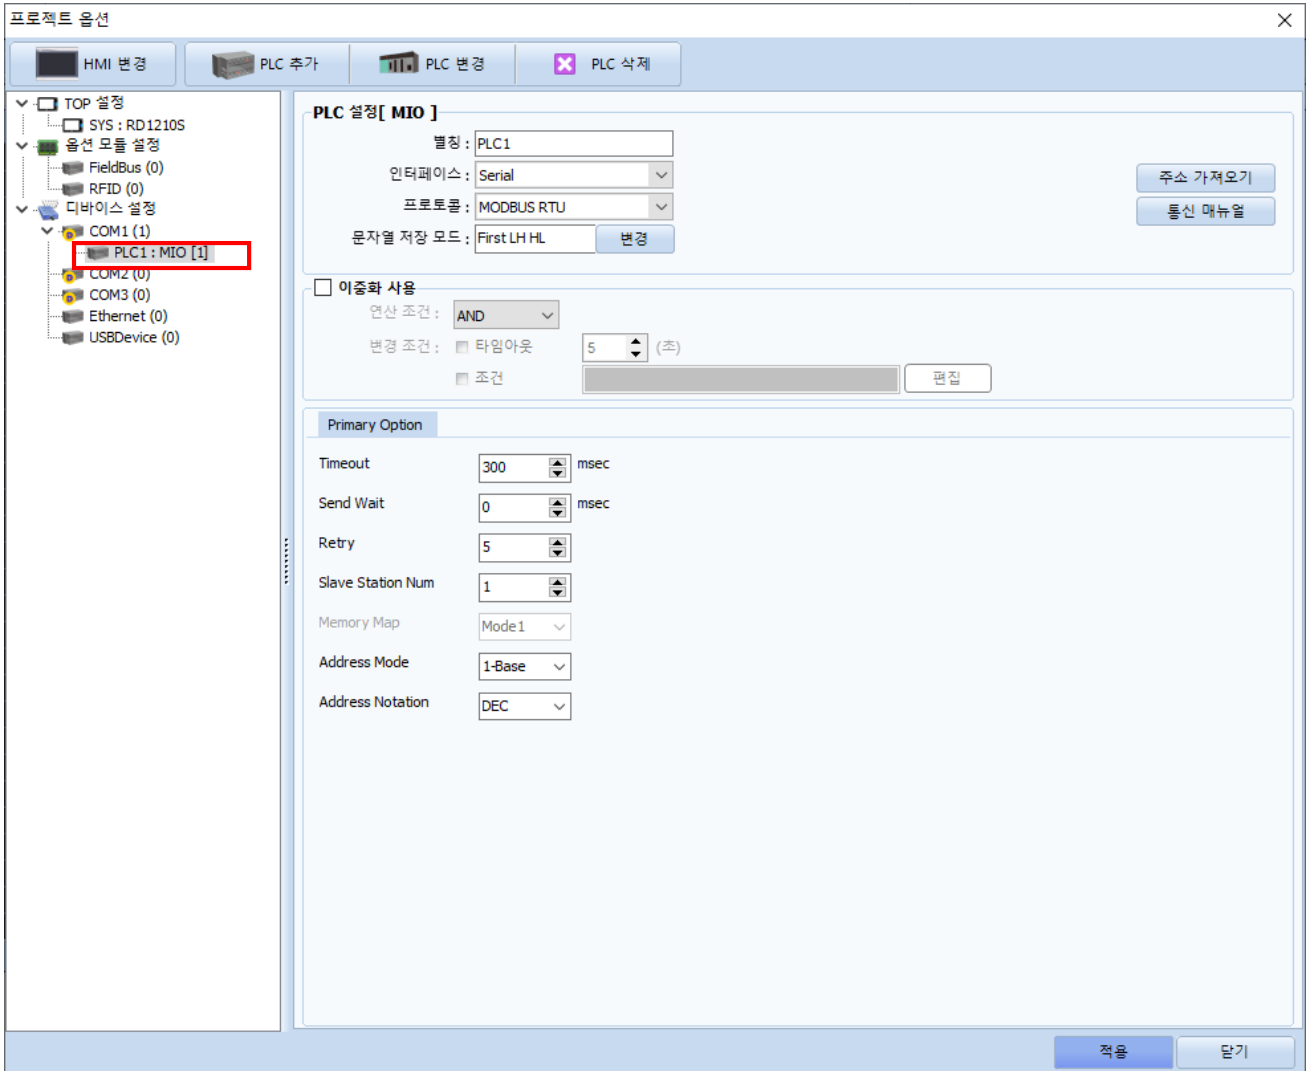 프로젝트 옵션
HMI 변경
PLC 추가
PLC 변경
PLC 삭제
TOP 설정
SYS : RD1210S
옵션 모듈 설정
FieldBus (0)
RFID (0)
디바이스 설정
COM1 (1)
PLC1 : MIO [1]
COM2 (0)
COM3 (0)
Ethernet (0)
USBDevice (0)
PLC 설정[ MIO ]
별칭 : PLC1
인터페이스 : Serial
프로토콜 : MODBUS RTU
문자열 저장 모드 : First LH HL 변경
주소 가져오기
통신 매뉴얼
이중화 사용
연산 조건 : AND
변경 조건 : 타임아웃 5 (초)
조건 편집
Primary Option
Timeout 300 msec
Send Wait 0 msec
Retry 5
Slave Station Num 1
Memory Map Mode1
Address Mode 1-Base
Address Notation DEC
적용 닫기